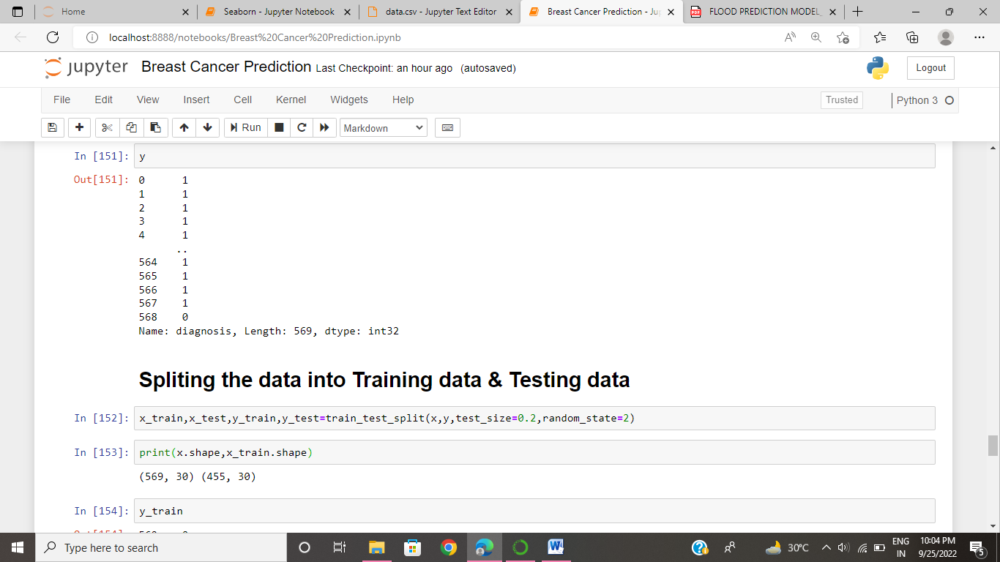 Home
Seaborn - Jupyter Notebook
data.csv - Jupyter Text Editor
Breast Cancer Prediction - Ju
PDF
FLOOD PREDICTION MODEL_
localhost:8888/notebooks/Breast%20Cancer%20Prediction.ipynb
jupyter Breast Cancer Prediction Last Checkpoint: an hour ago (autosaved)
Logout
File Edit View Insert Cell Kernel Widgets Help
Trusted
Python 3
Run
Markdown
In [151]: y
Out[151]: 0 1
1 1
2 1
3 1
4 1
..
564 1
565 1
566 1
567 1
568 0
Name: diagnosis, Length: 569, dtype: int32
Spliting the data into Training data & Testing data
In [152]: x_train,x_test,y_train,y_test=train_test_split(x,y,test_size=0.2,random_state=2)
In [153]: print(x.shape,x_train.shape)
(569, 30) (455, 30)
In [154]: y_train
Type here to search
30°C
ENG
IN
10:04 PM
9/25/2022
5